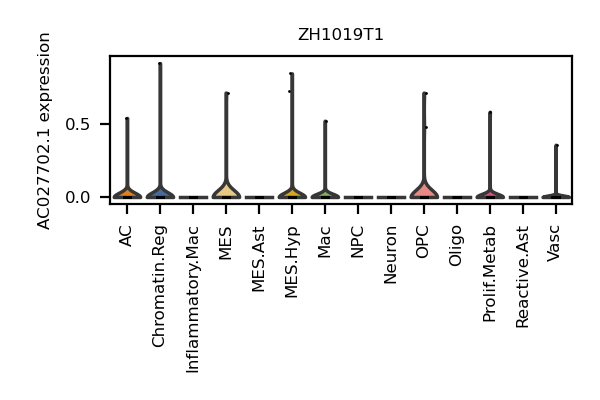 ZH1019T1
AC027702.1 expression
0.5
0.0
AC
Chromatin.Reg
Inflammatory.Mac
MES
MES.Ast
MES.Hyp
Mac
NPC
Neuron
OPC
Oligo
Prolif.Metab
Reactive.Ast
Vasc